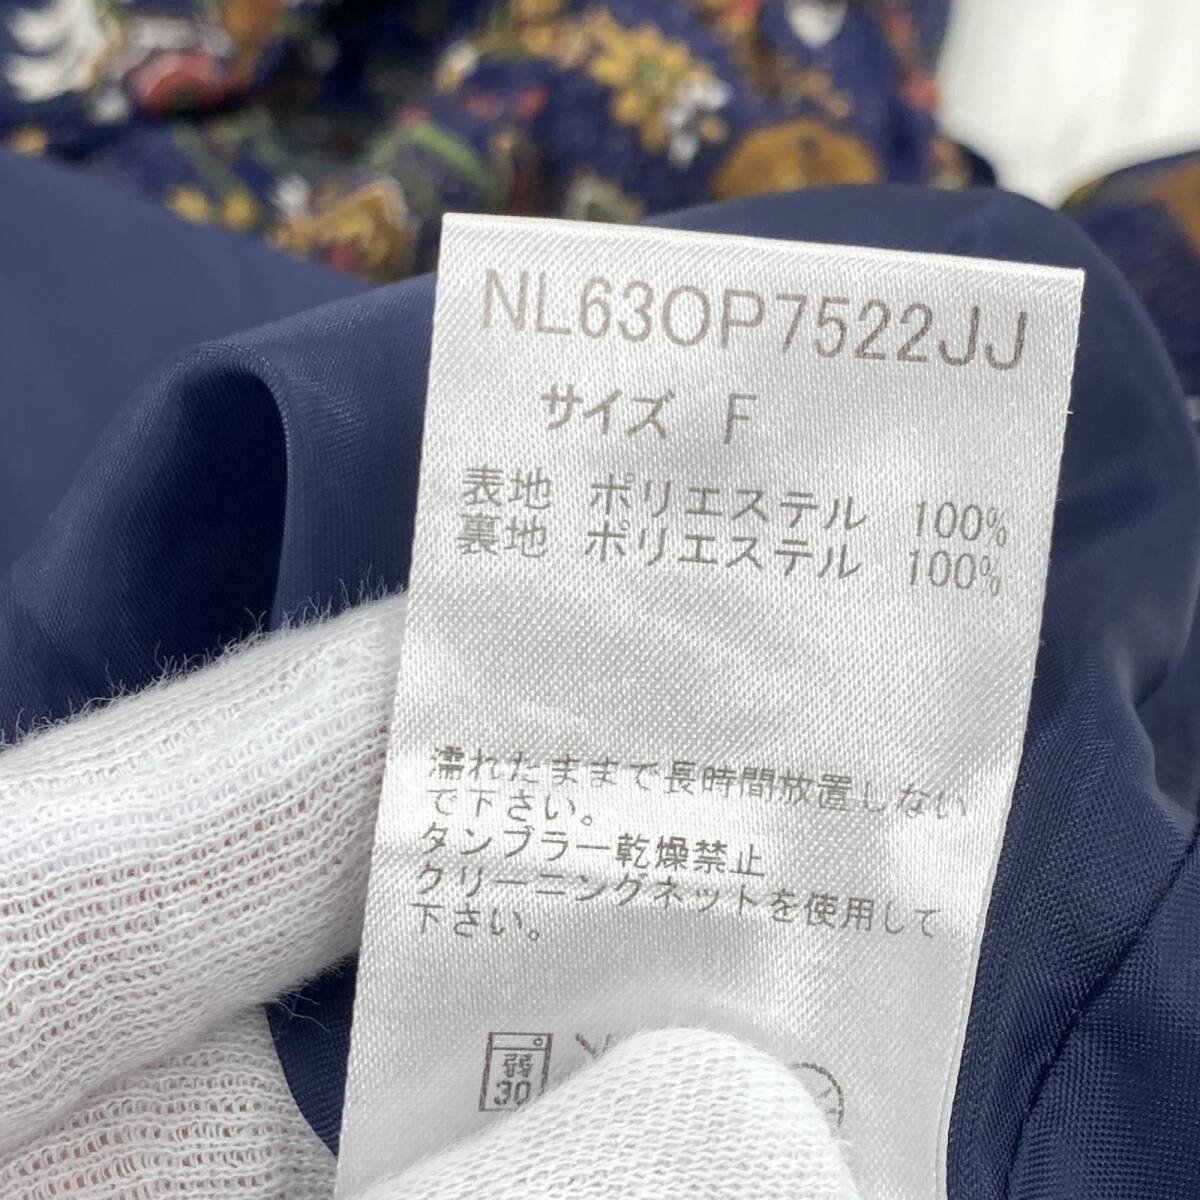 NL63OP7522JJ
サイズ F
表地 ポリエステル 100%
裏地 ポリエステル 100%
濡れたままで長時間放置しない
で下さい。
タンブラー乾燥禁止
クリーニングネットを使用して
下さい。
弱
30